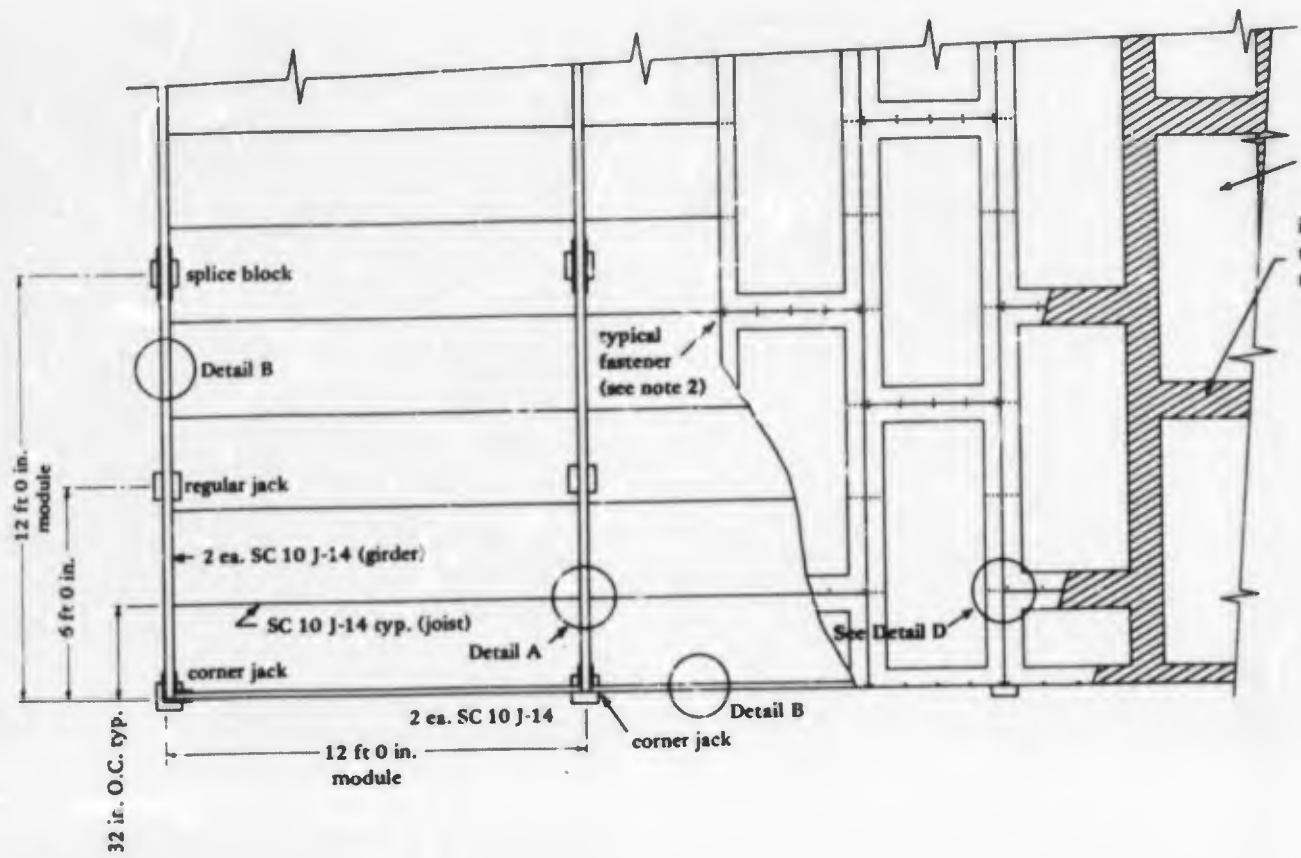 splice block
Detail B
typical
fastener
(see note 2)
12 ft 0 in.
module
regular jack
6 ft 0 in.
2 ea. SC 10 J-14 (girder)
SC 10 J-14 typ. (joist)
Detail A
See Detail D
corner jack
2 ea. SC 10 J-14
Detail B
corner jack
12 ft 0 in.
module
32 in. O.C. typ.